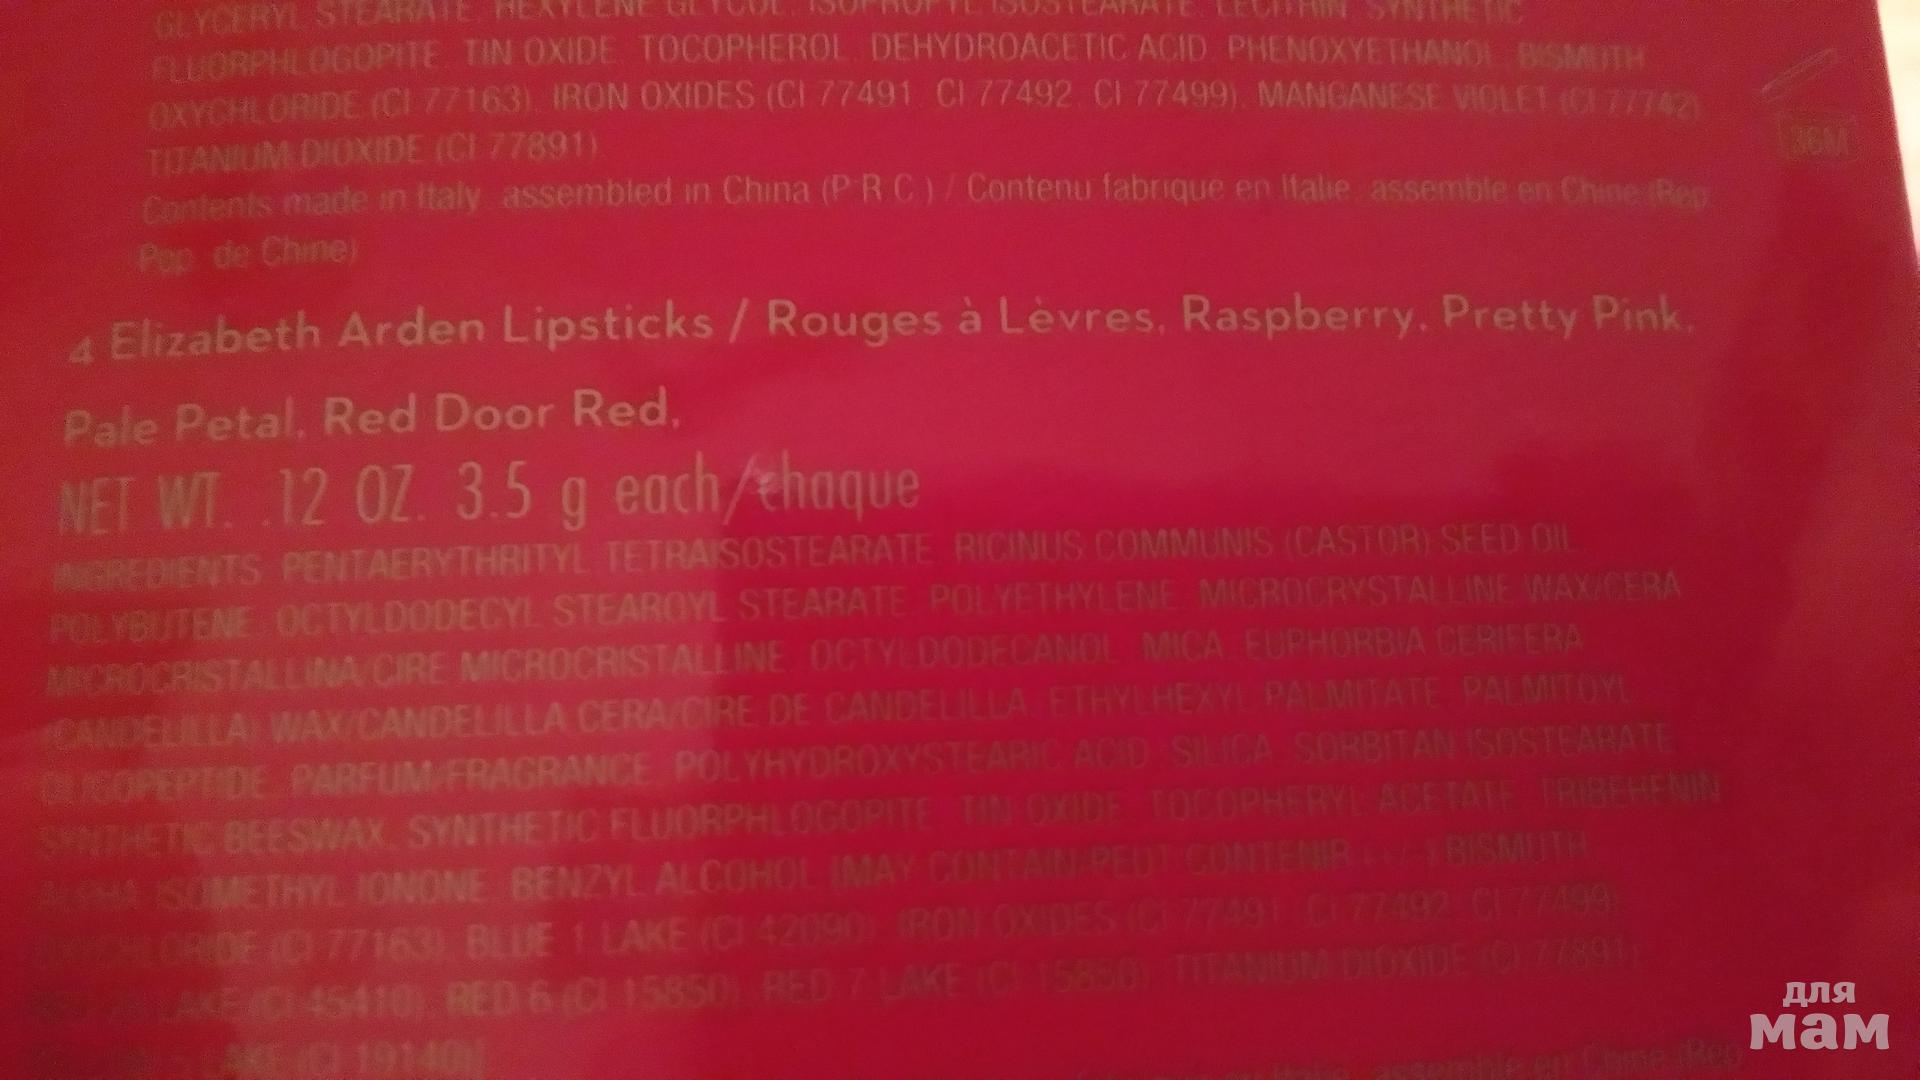 GLYCERYL STEARATE, HEXYLENE GLYCOL, ISOPROPYL ISOSTEARATE, LECITHIN, SYNTHETIC
FLUORPHLOGOPITE, TIN OXIDE, TOCOPHEROL, DEHYDROACETIC ACID, PHENOXYETHANOL, BISMUTH
OXYCHLORIDE (CI 77163), IRON OXIDES (CI 77491, CI 77492, CI 77499), MANGANESE VIOLET (CI 77742),
TITANIUM DIOXIDE (CI 77891)
36M
Contents made in Italy, assembled in China (P.R.C.) / Contenu fabriqué en Italie, assemblé en Chine (Rép.
Pop. de Chine)
4 Elizabeth Arden Lipsticks / Rouges à Lèvres, Raspberry, Pretty Pink,
Pale Petal, Red Door Red,
NET WT. .12 OZ. 3.5 g each/chaque
INGREDIENTS: PENTAERYTHRITYL TETRAISOSTEARATE, RICINUS COMMUNIS (CASTOR) SEED OIL,
POLYBUTENE, OCTYLDODECYL STEAROYL STEARATE, POLYETHYLENE, MICROCRYSTALLINE WAX/CERA
MICROCRISTALLINA/CIRE MICROCRISTALLINE, OCTYLDODECANOL, MICA, EUPHORBIA CERIFERA
(CANDELILLA) WAX/CANDELILLA CERA/CIRE DE CANDELILLA, ETHYLHEXYL PALMITATE, PALMITOYL
OLIGOPEPTIDE, PARFUM/FRAGRANCE, POLYHYDROXYSTEARIC ACID, SILICA, SORBITAN ISOSTEARATE,
SYNTHETIC BEESWAX, SYNTHETIC FLUORPHLOGOPITE, TIN OXIDE, TOCOPHERYL ACETATE, TRIBEHENIN,
ALPHA-ISOMETHYL IONONE, BENZYL ALCOHOL, [MAY CONTAIN/PEUT CONTENIR (+/-) BISMUTH
OXYCHLORIDE (CI 77163), BLUE 1 LAKE (CI 42090), IRON OXIDES (CI 77491, CI 77492, CI 77499),
RED LAKE (CI 45410), RED 6 (CI 15850), RED 7 LAKE (CI 15850), TITANIUM DIOXIDE (CI 77891),
LAKE (CI 19140)]
en Italie, assemblé en Chine (Rép.
для
мам